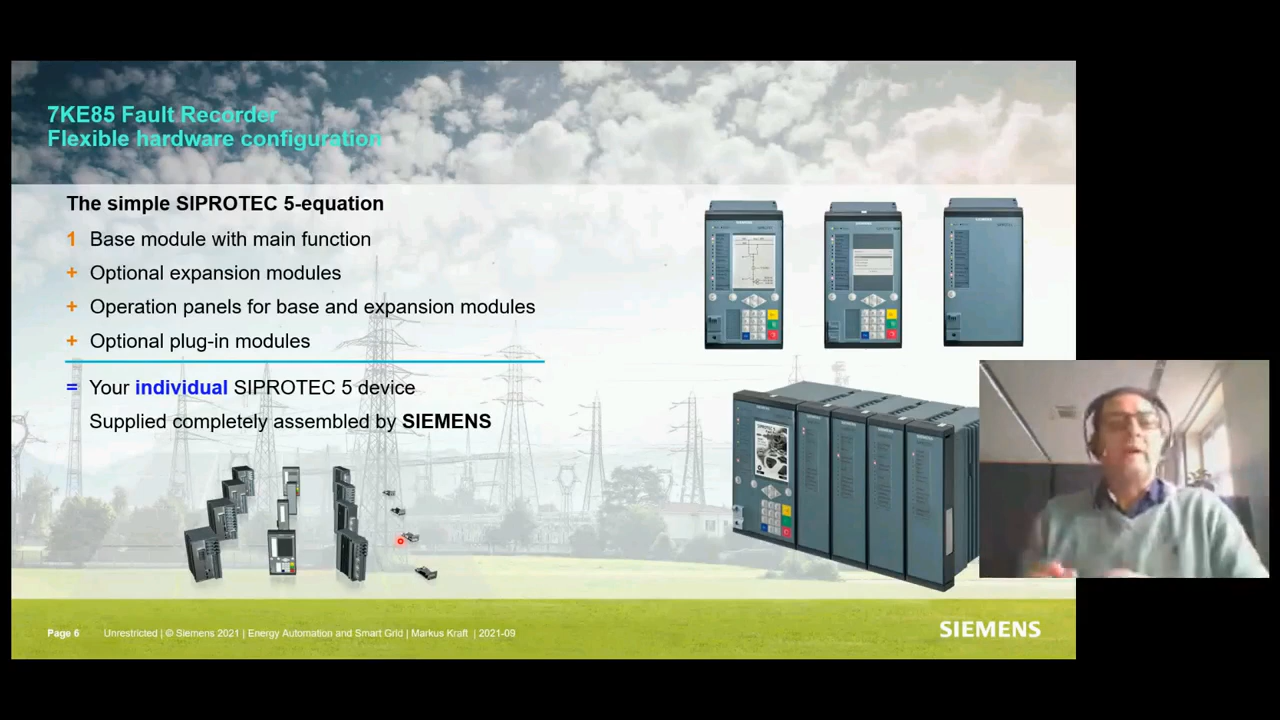 7KE85 Fault Recorder
Flexible hardware configuration
The simple SIPROTEC 5-equation
1 Base module with main function
+ Optional expansion modules
+ Operation panels for base and expansion modules
+ Optional plug-in modules
= Your individual SIPROTEC 5 device
Supplied completely assembled by SIEMENS
Page 6 Unrestricted | © Siemens 2021 | Energy Automation and Smart Grid | Markus Kraft | 2021-09
SIEMENS